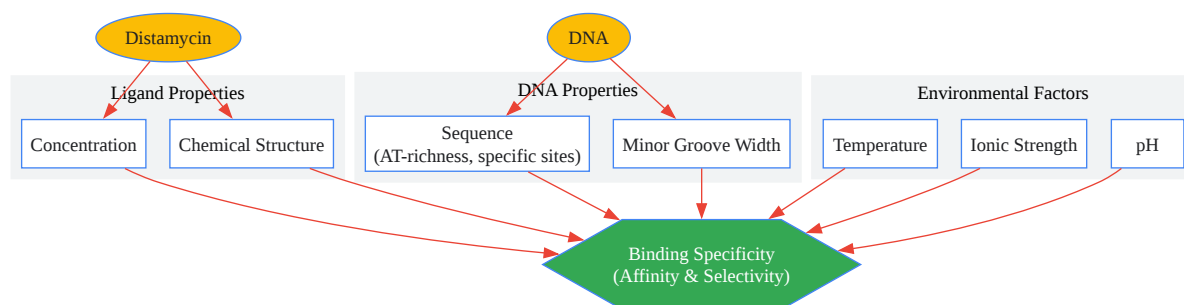 Distamycin
DNA
Ligand Properties
DNA Properties
Environmental Factors
Concentration
Chemical Structure
Sequence
(AT-richness, specific sites)
Minor Groove Width
Temperature
Ionic Strength
pH
Binding Specificity
(Affinity & Selectivity)